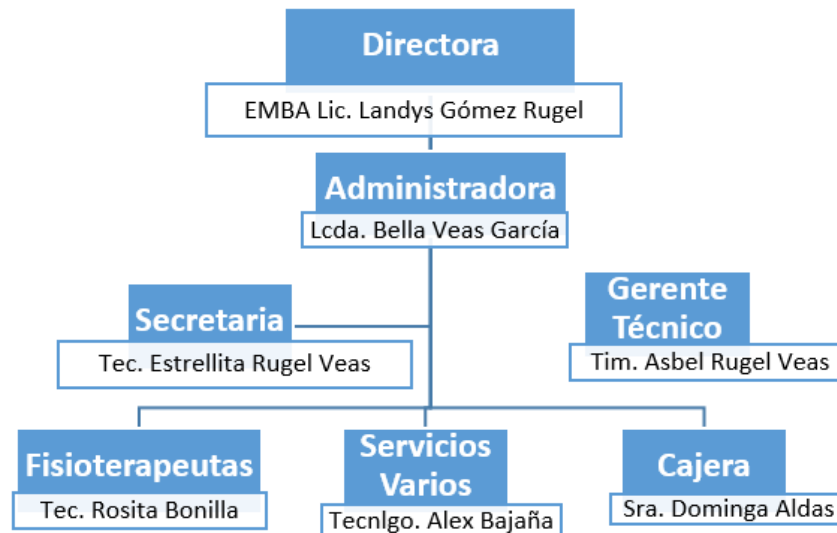 Directora
EMBA Lic. Landys Gómez Rugel
Administradora
Lcda. Bella Veas García
Secretaria
Tec. Estrellita Rugel Veas
Gerente
Técnico
Tim. Asbel Rugel Veas
Fisioterapeutas
Tec. Rosita Bonilla
Servicios
Varios
Tecnlgo. Alex Bajaña
Cajera
Sra. Dominga Aldas